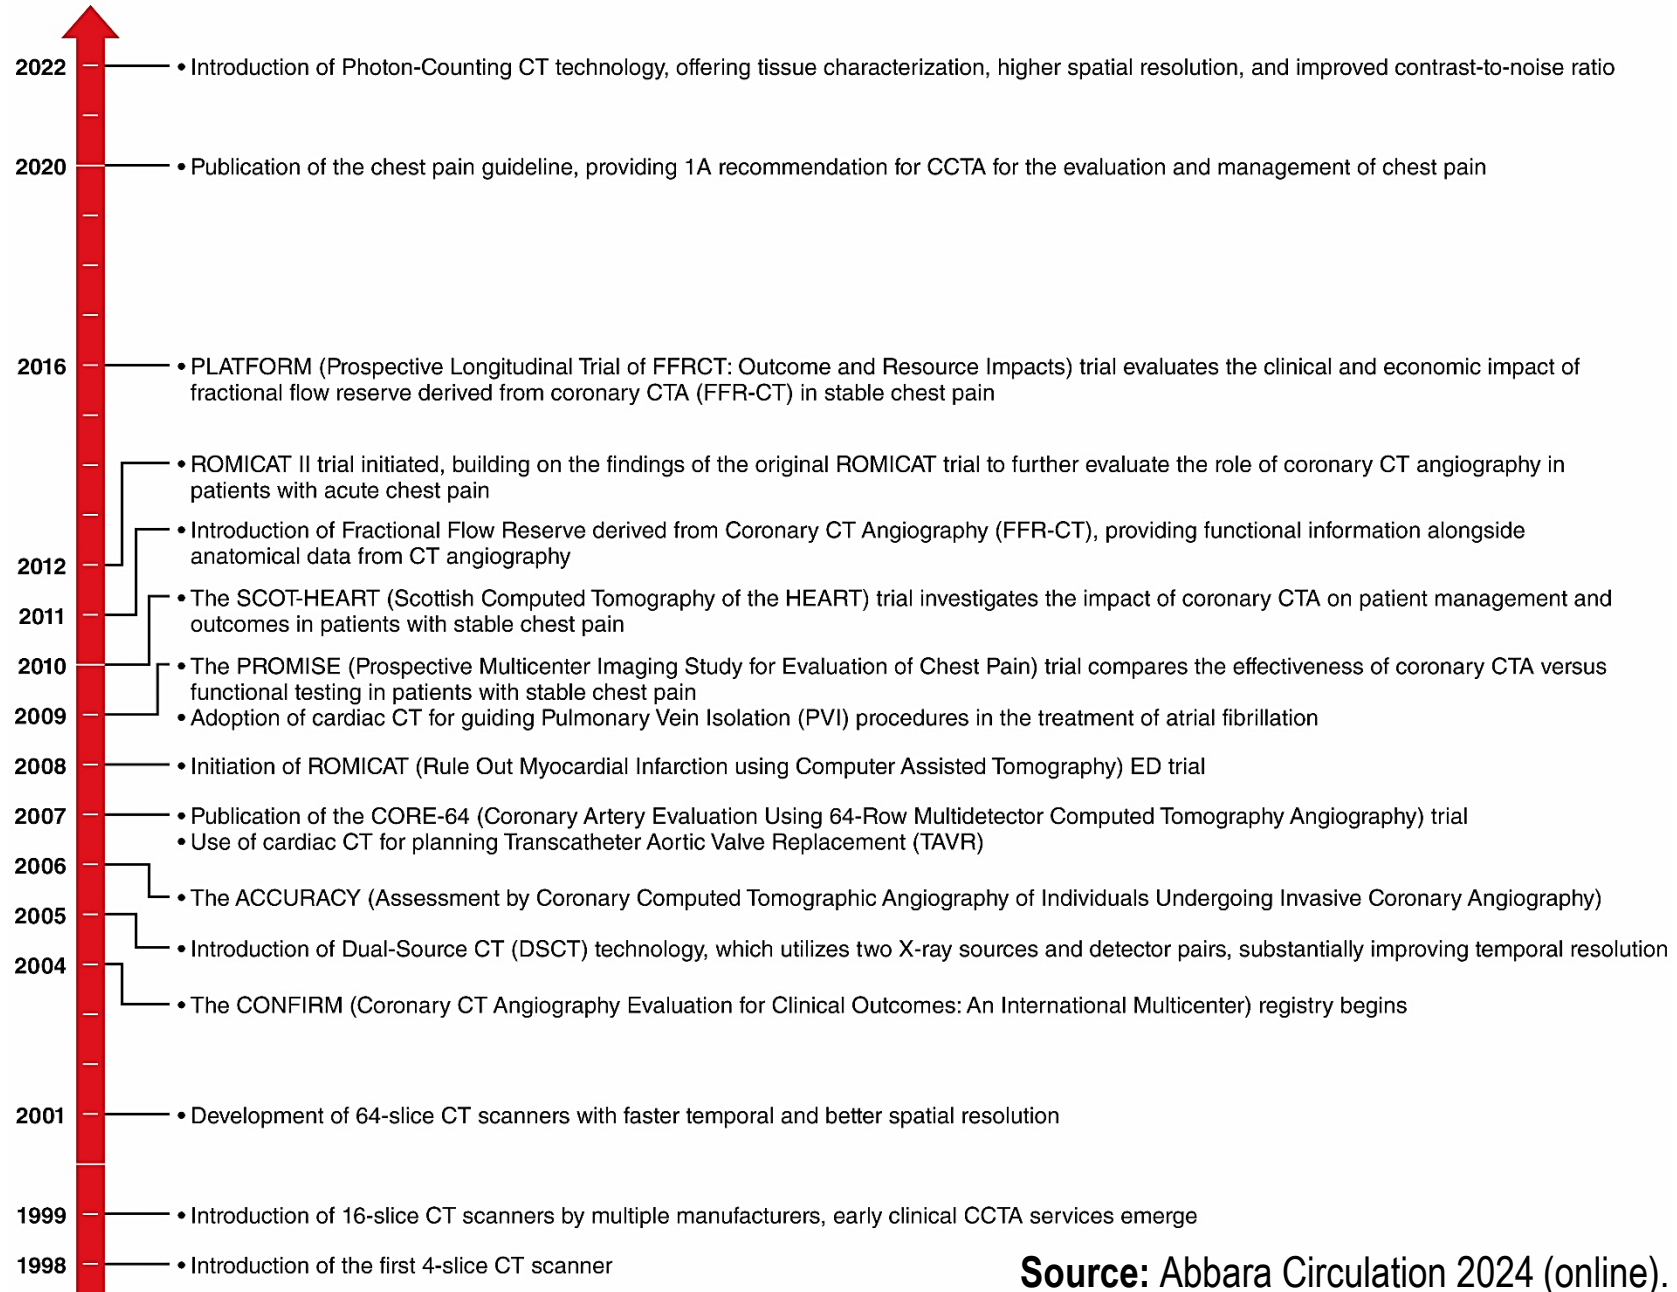 2022 • Introduction of Photon-Counting CT technology, offering tissue characterization, higher spatial resolution, and improved contrast-to-noise ratio
2020 • Publication of the chest pain guideline, providing 1A recommendation for CCTA for the evaluation and management of chest pain
2016 • PLATFORM (Prospective Longitudinal Trial of FFRCT: Outcome and Resource Impacts) trial evaluates the clinical and economic impact of
fractional flow reserve derived from coronary CTA (FFR-CT) in stable chest pain
• ROMICAT II trial initiated, building on the findings of the original ROMICAT trial to further evaluate the role of coronary CT angiography in
patients with acute chest pain
• Introduction of Fractional Flow Reserve derived from Coronary CT Angiography (FFR-CT), providing functional information alongside
anatomical data from CT angiography
2012
• The SCOT-HEART (Scottish Computed Tomography of the HEART) trial investigates the impact of coronary CTA on patient management and
2011
outcomes in patients with stable chest pain
2010 • The PROMISE (Prospective Multicenter Imaging Study for Evaluation of Chest Pain) trial compares the effectiveness of coronary CTA versus
functional testing in patients with stable chest pain
2009 • Adoption of cardiac CT for guiding Pulmonary Vein Isolation (PVI) procedures in the treatment of atrial fibrillation
2008 • Initiation of ROMICAT (Rule Out Myocardial Infarction using Computer Assisted Tomography) ED trial
2007 • Publication of the CORE-64 (Coronary Artery Evaluation Using 64-Row Multidetector Computed Tomography Angiography) trial
• Use of cardiac CT for planning Transcatheter Aortic Valve Replacement (TAVR)
2006
• The ACCURACY (Assessment by Coronary Computed Tomographic Angiography of Individuals Undergoing Invasive Coronary Angiography)
2005
• Introduction of Dual-Source CT (DSCT) technology, which utilizes two X-ray sources and detector pairs, substantially improving temporal resolution
2004
• The CONFIRM (Coronary CT Angiography Evaluation for Clinical Outcomes: An International Multicenter) registry begins
2001 • Development of 64-slice CT scanners with faster temporal and better spatial resolution
1999 • Introduction of 16-slice CT scanners by multiple manufacturers, early clinical CCTA services emerge
1998 • Introduction of the first 4-slice CT scanner
Source: Abbara Circulation 2024 (online).